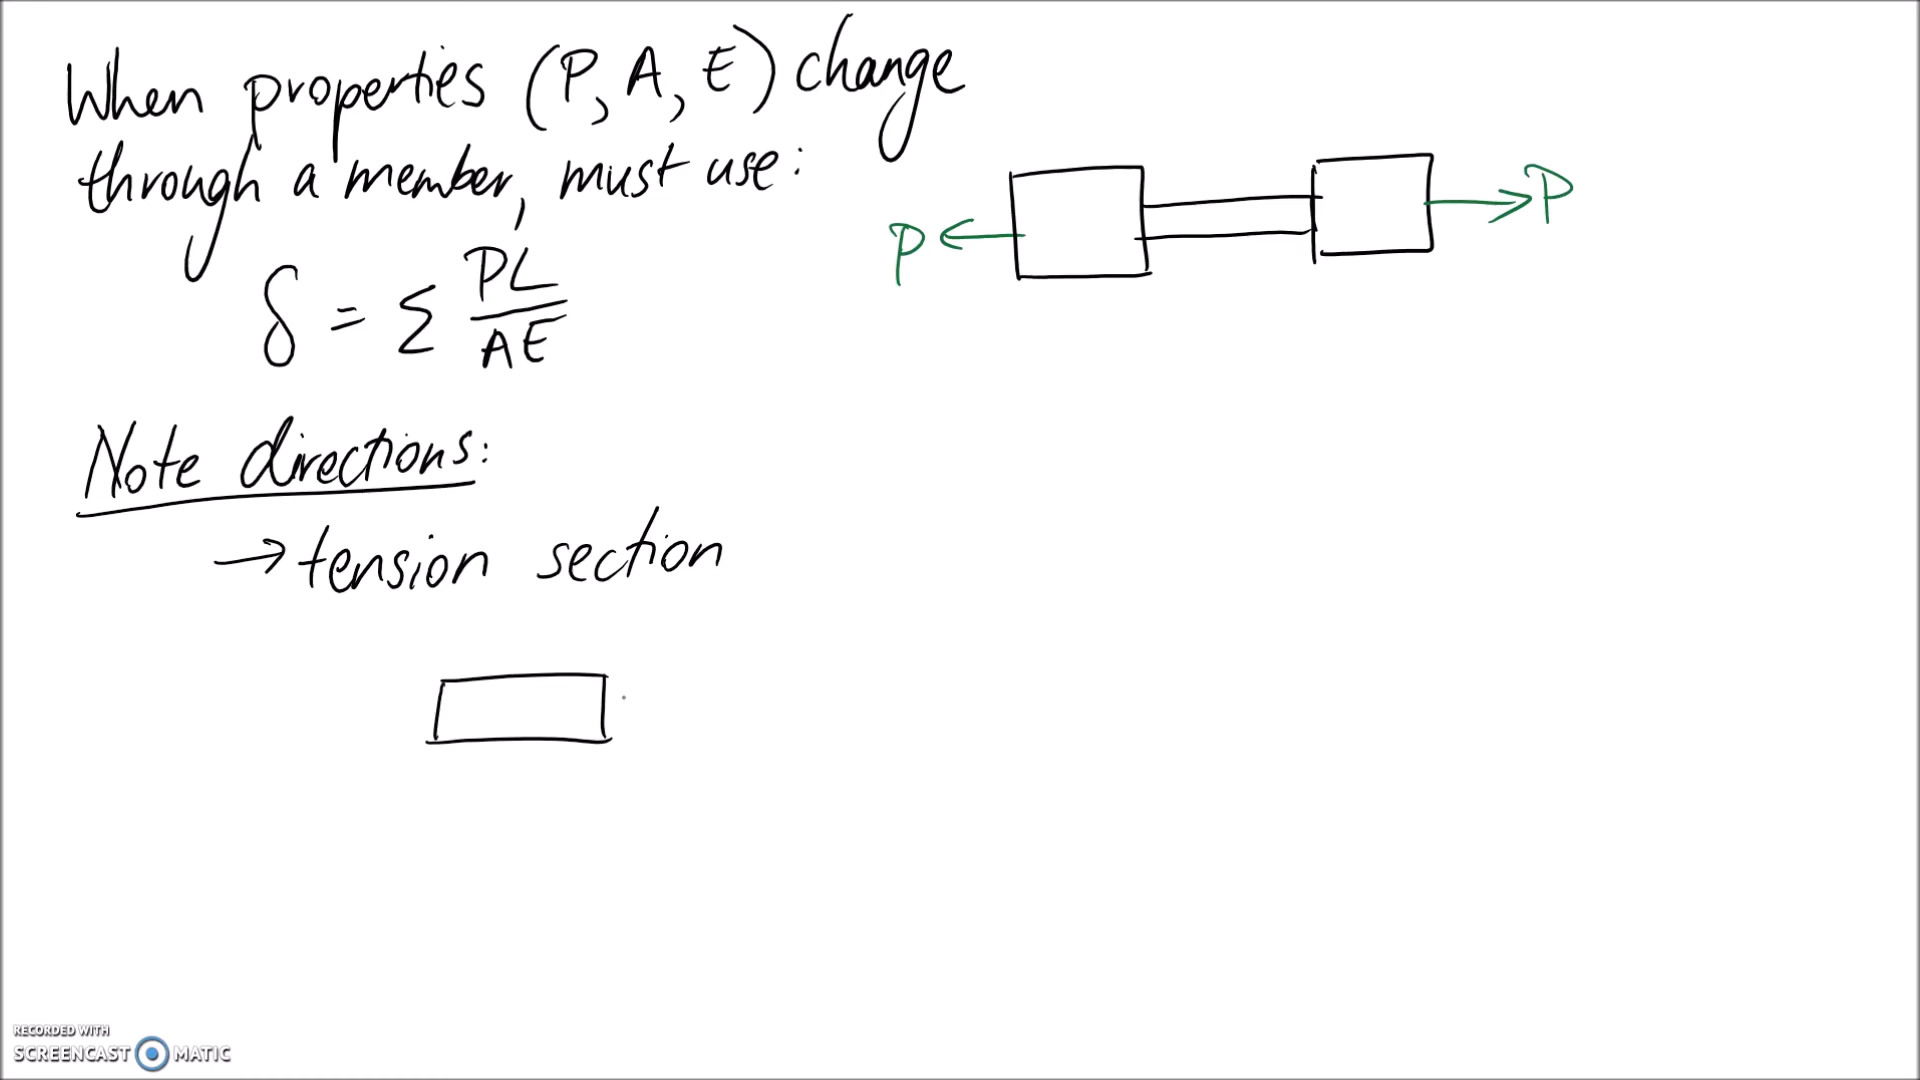 When properties (P, A, E) change
through a member, must use:
P
P
δ = Σ PL/AE
Note directions:
→ tension section
RECORDED WITH
SCREENCAST MATIC